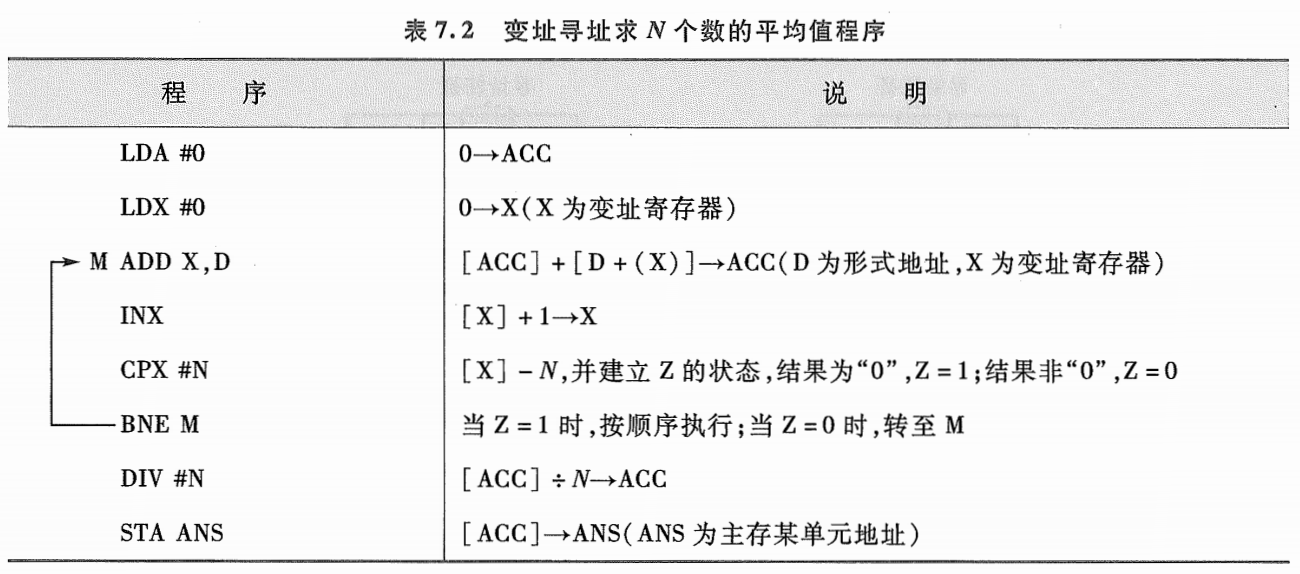 表 7.2 变址寻址求 N 个数的平均值程序
程 序 说 明
LDA #0 0→ACC
LDX #0 0→X(X 为变址寄存器)
M ADD X,D [ACC]+[D+(X)]→ACC(D 为形式地址,X 为变址寄存器)
INX [X]+1→X
CPX #N [X]-N,并建立 Z 的状态,结果为“0”,Z=1;结果非“0”,Z=0
BNE M 当 Z=1 时,按顺序执行;当 Z=0 时,转至 M
DIV #N [ACC]÷N→ACC
STA ANS [ACC]→ANS(ANS 为主存某单元地址)